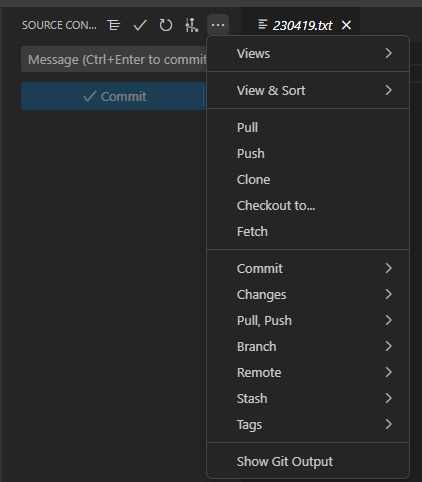 SOURCE CON...
230419.txt
Message (Ctrl+Enter to commit
Commit
Views
View & Sort
Pull
Push
Clone
Checkout to...
Fetch
Commit
Changes
Pull, Push
Branch
Remote
Stash
Tags
Show Git Output